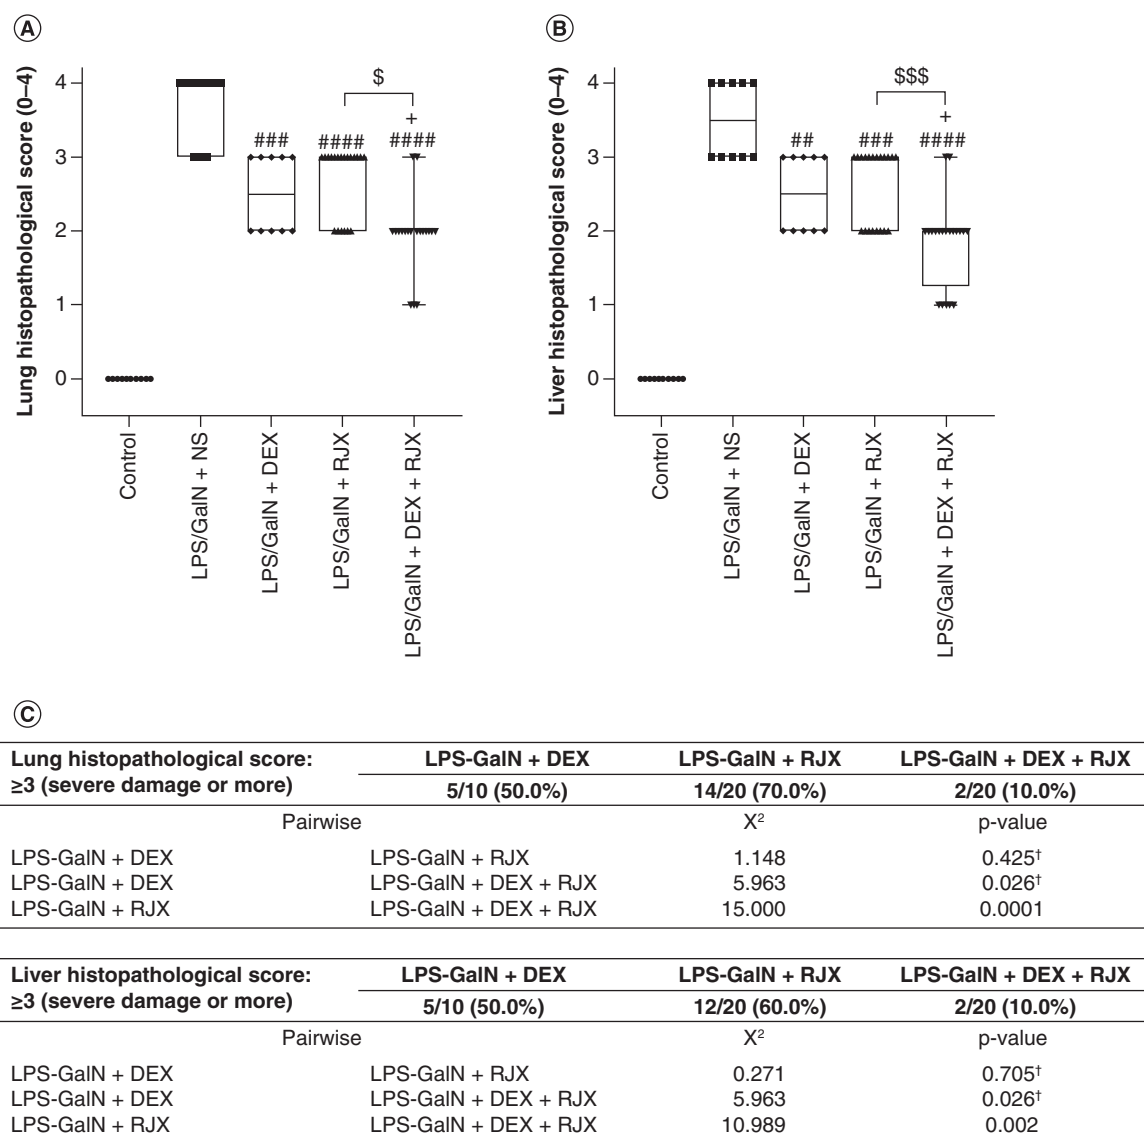 A
Lung histopathological score (0–4)
4
3
2
1
0
$
+
###
####
####
Control
LPS/GalN + NS
LPS/GalN + DEX
LPS/GalN + RJX
LPS/GalN + DEX + RJX
B
Liver histopathological score (0–4)
4
3
2
1
0
$$$
+
##
###
####
Control
LPS/GalN + NS
LPS/GalN + DEX
LPS/GalN + RJX
LPS/GalN + DEX + RJX
C
Lung histopathological score: LPS-GalN + DEX LPS-GalN + RJX LPS-GalN + DEX + RJX
≥3 (severe damage or more) 5/10 (50.0%) 14/20 (70.0%) 2/20 (10.0%)
Pairwise X² p-value
LPS-GalN + DEX LPS-GalN + RJX 1.148 0.425†
LPS-GalN + DEX LPS-GalN + DEX + RJX 5.963 0.026†
LPS-GalN + RJX LPS-GalN + DEX + RJX 15.000 0.0001
Liver histopathological score: LPS-GalN + DEX LPS-GalN + RJX LPS-GalN + DEX + RJX
≥3 (severe damage or more) 5/10 (50.0%) 12/20 (60.0%) 2/20 (10.0%)
Pairwise X² p-value
LPS-GalN + DEX LPS-GalN + RJX 0.271 0.705†
LPS-GalN + DEX LPS-GalN + DEX + RJX 5.963 0.026†
LPS-GalN + RJX LPS-GalN + DEX + RJX 10.989 0.002